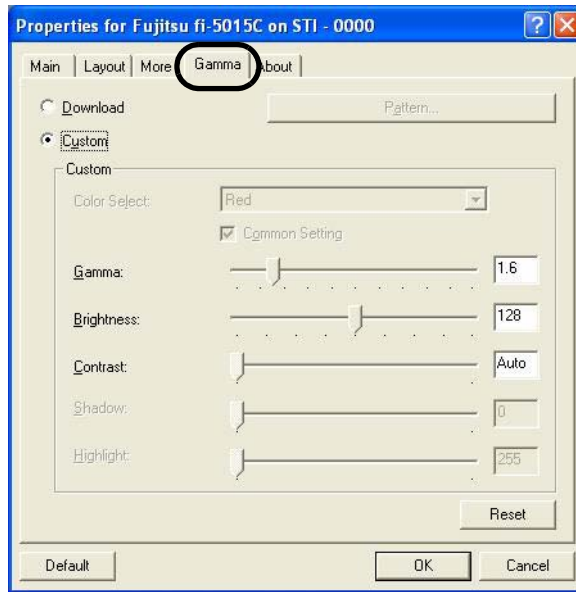 Properties for Fujitsu fi-5015C on STI - 0000
Main Layout More Gamma About
Download Pattern...
Custom
Custom
Color Select: Red
Common Setting
Gamma: 1.6
Brightness: 128
Contrast: Auto
Shadow: 0
Highlight: 255
Reset
Default OK Cancel